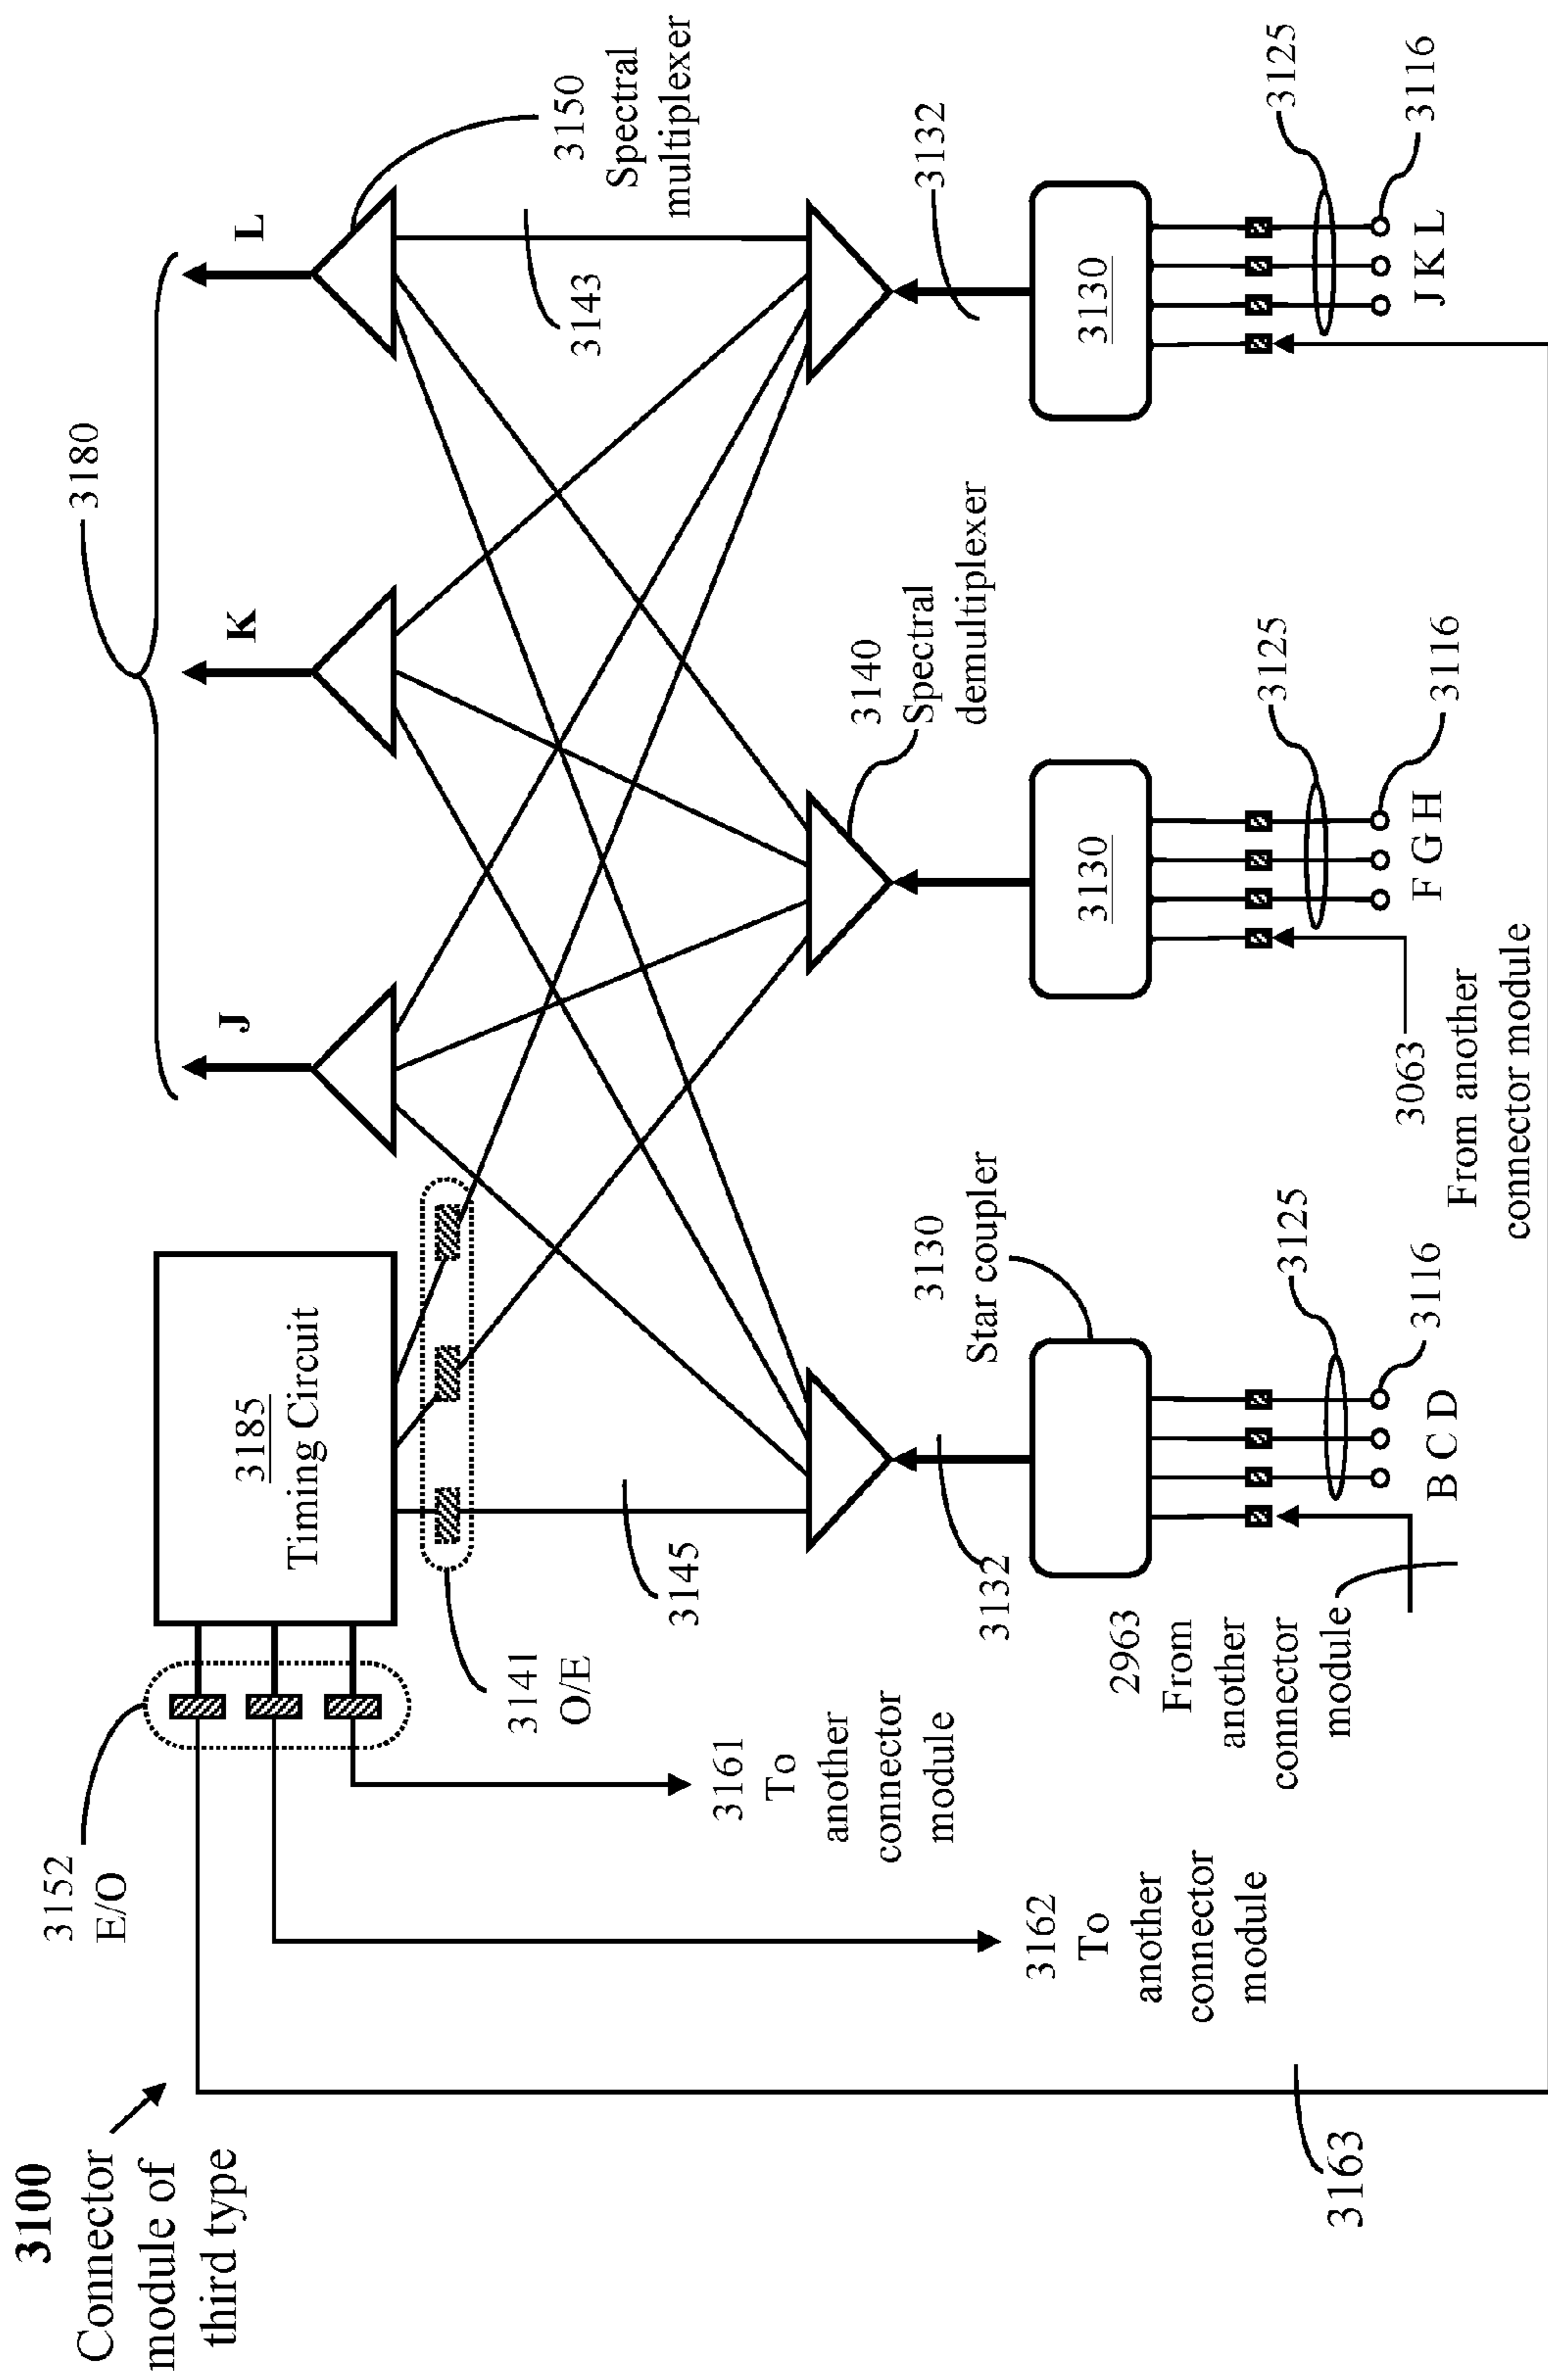 3100
Connector
module of
third type
3152
E/O
3185
Timing Circuit
3180
J
K
L
3150
Spectral
multiplexer
3141
O/E
3143
3145
3161
To
another
connector
module
3162
To
another
connector
module
3140
Spectral
demultiplexer
3132
3132
3130
Star coupler
3130
3130
2963
From
another
connector
module
3125
3116
B C D
3063
From another
connector module
3125
3116
F G H
3125
3116
J K L
3163